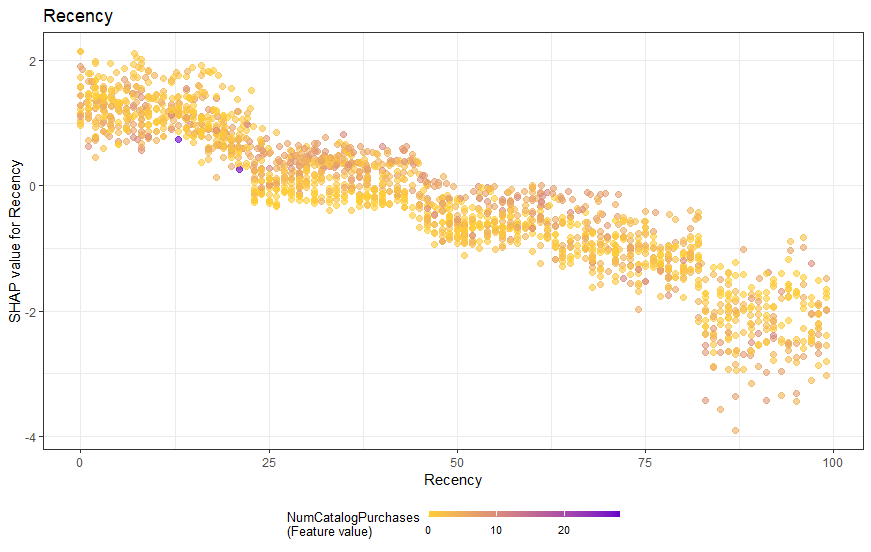 Recency
SHAP value for Recency
2
0
-2
-4
0 25 50 75 100
Recency
NumCatalogPurchases
(Feature value)
0 10 20